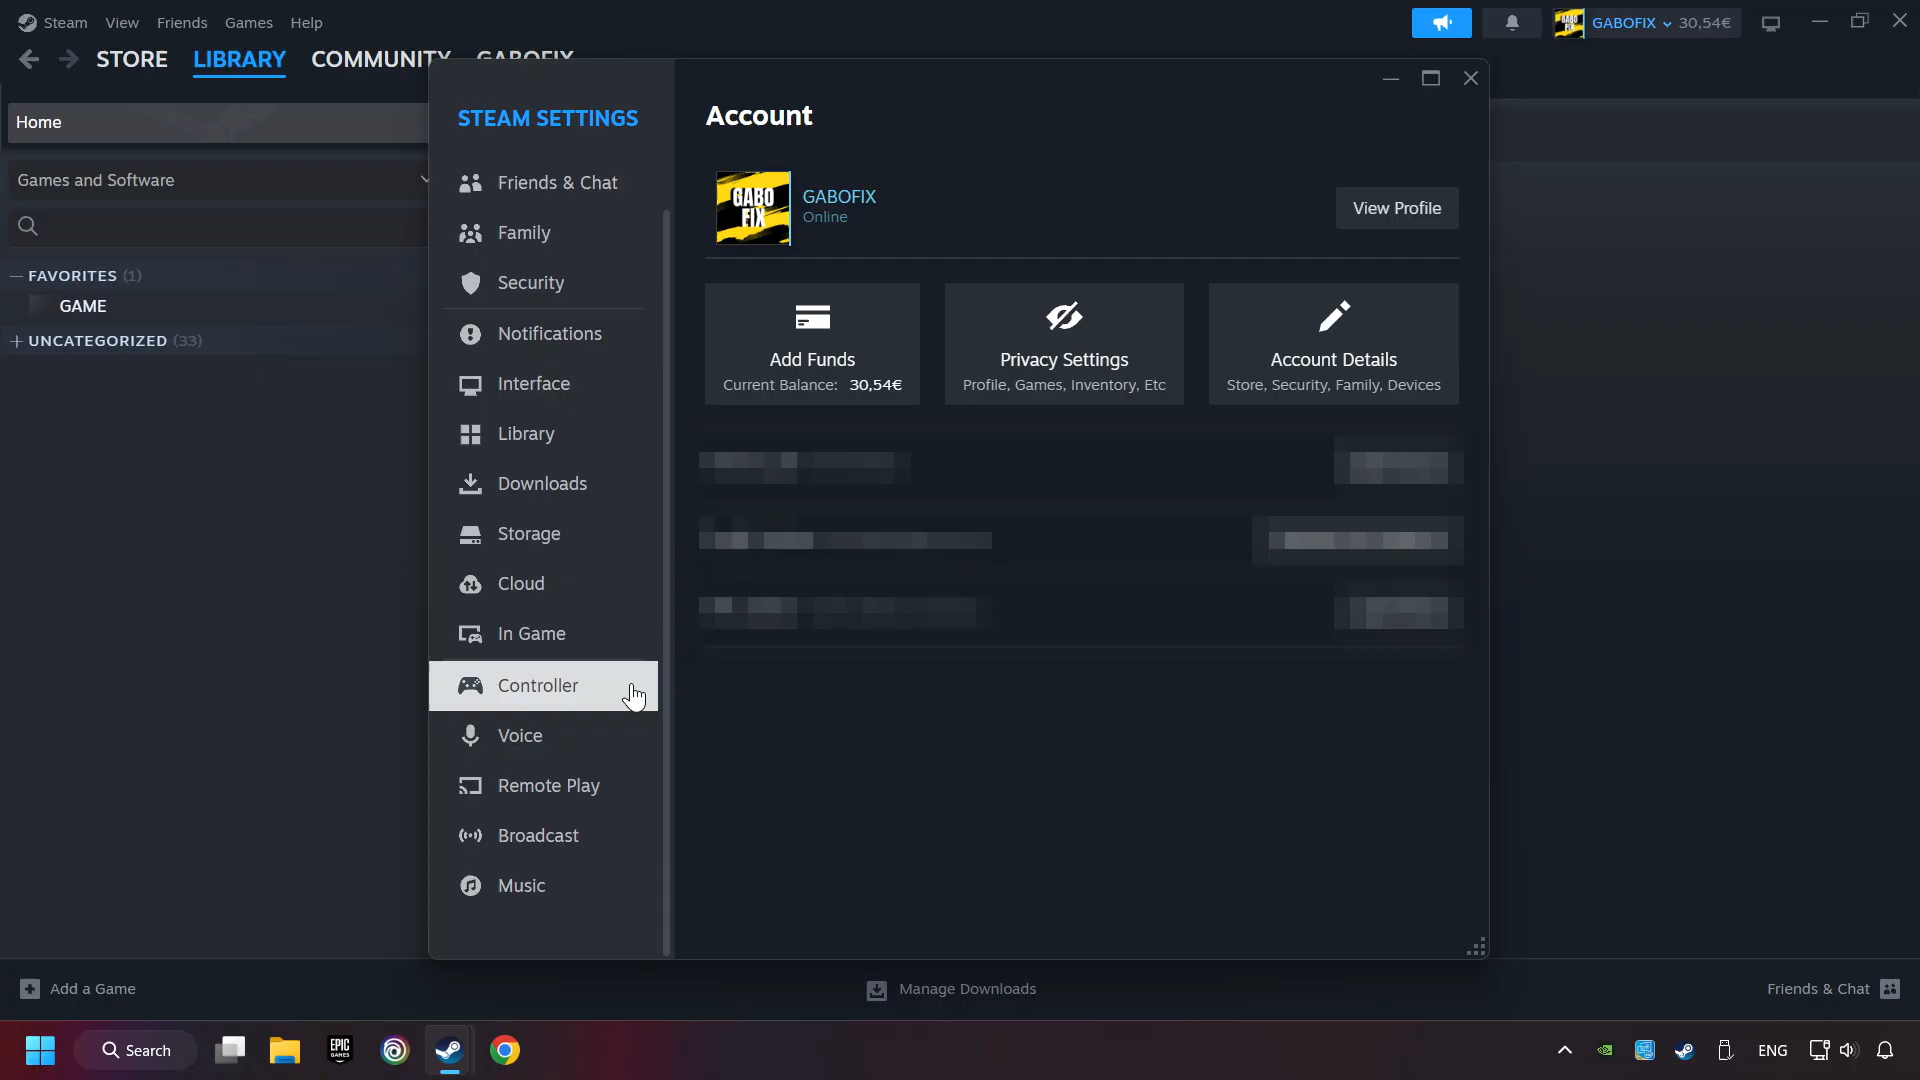 Steam View Friends Games Help
GABOFIX 30,54€
STORE LIBRARY COMMUNITY GABOFIX
Home
Games and Software
FAVORITES (1)
GAME
UNCATEGORIZED (33)
STEAM SETTINGS
Friends & Chat
Family
Security
Notifications
Interface
Library
Downloads
Storage
Cloud
In Game
Controller
Voice
Remote Play
Broadcast
Music
Account
GABO
FIX
GABOFIX
Online
View Profile
Add Funds
Current Balance: 30,54€
Privacy Settings
Profile, Games, Inventory, Etc
Account Details
Store, Security, Family, Devices
Add a Game
Manage Downloads
Friends & Chat
Search
EPIC
GAMES
ENG